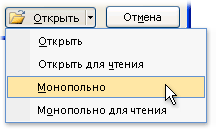 Открыть Отмена
Открыть
Открыть для чтения
Монопольно
Монопольно для чтения